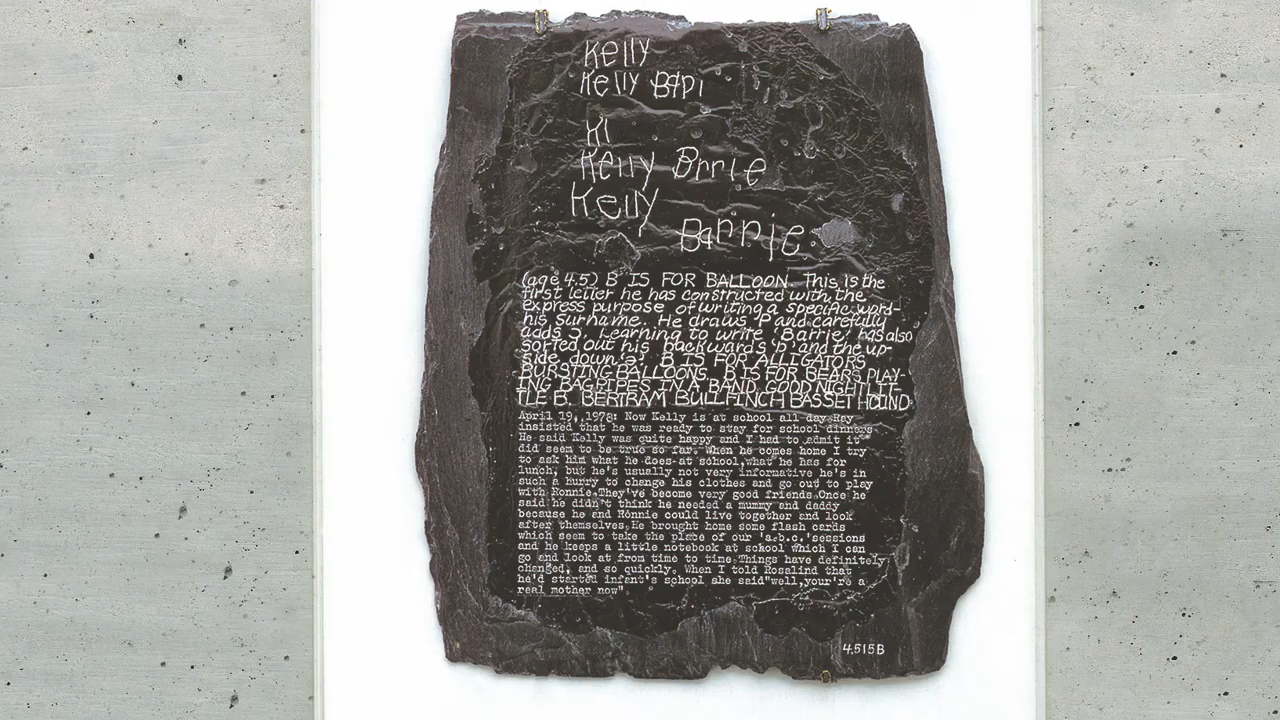 Kelly
Kelly BaPi
Kl
Kelly Brrie
Kelly
Barrie
(age 4.5) B IS FOR BALLOON. This is the
first letter he has constructed with the
express purpose of writing a specific word-
his surname. He draws 'P' and carefully
adds 'J'. Learning to write 'Barrie' has also
sorted out his backwards 'b' and the up-
side down 'a'. B IS FOR ALLIGATORS
BURSTING BALLOONS. B IS FOR BEARS PLAY-
ING BAGPIPES IN A BAND. GOOD NIGHT LIT-
TLE B. BERTRAM BULLFINCH BASSET HOUND.
April 19, 1978: Now Kelly is at school all day. Ray
insisted that he was ready to stay for school dinners.
He said Kelly was quite happy and I had to admit it
did seem to be true so far. When he comes home I try
to ask him what he does at school, what he has for
lunch, but he's usually not very informative he's in
such a hurry to change his clothes and go out to play
with Ronnie. They've become very good friends. Once he
said he didn't think he needed a mummy and daddy
because he and Ronnie could live together and look
after themselves. He brought home some flash cards
which seem to take the place of our 'a.b.c.' sessions
and he keeps a little notebook at school which I can
go and look at from time to time. Things have definitely
changed, and so quickly. When I told Rosalind that
he'd started infant's school she said "well, your're a
real mother now"
4.515B